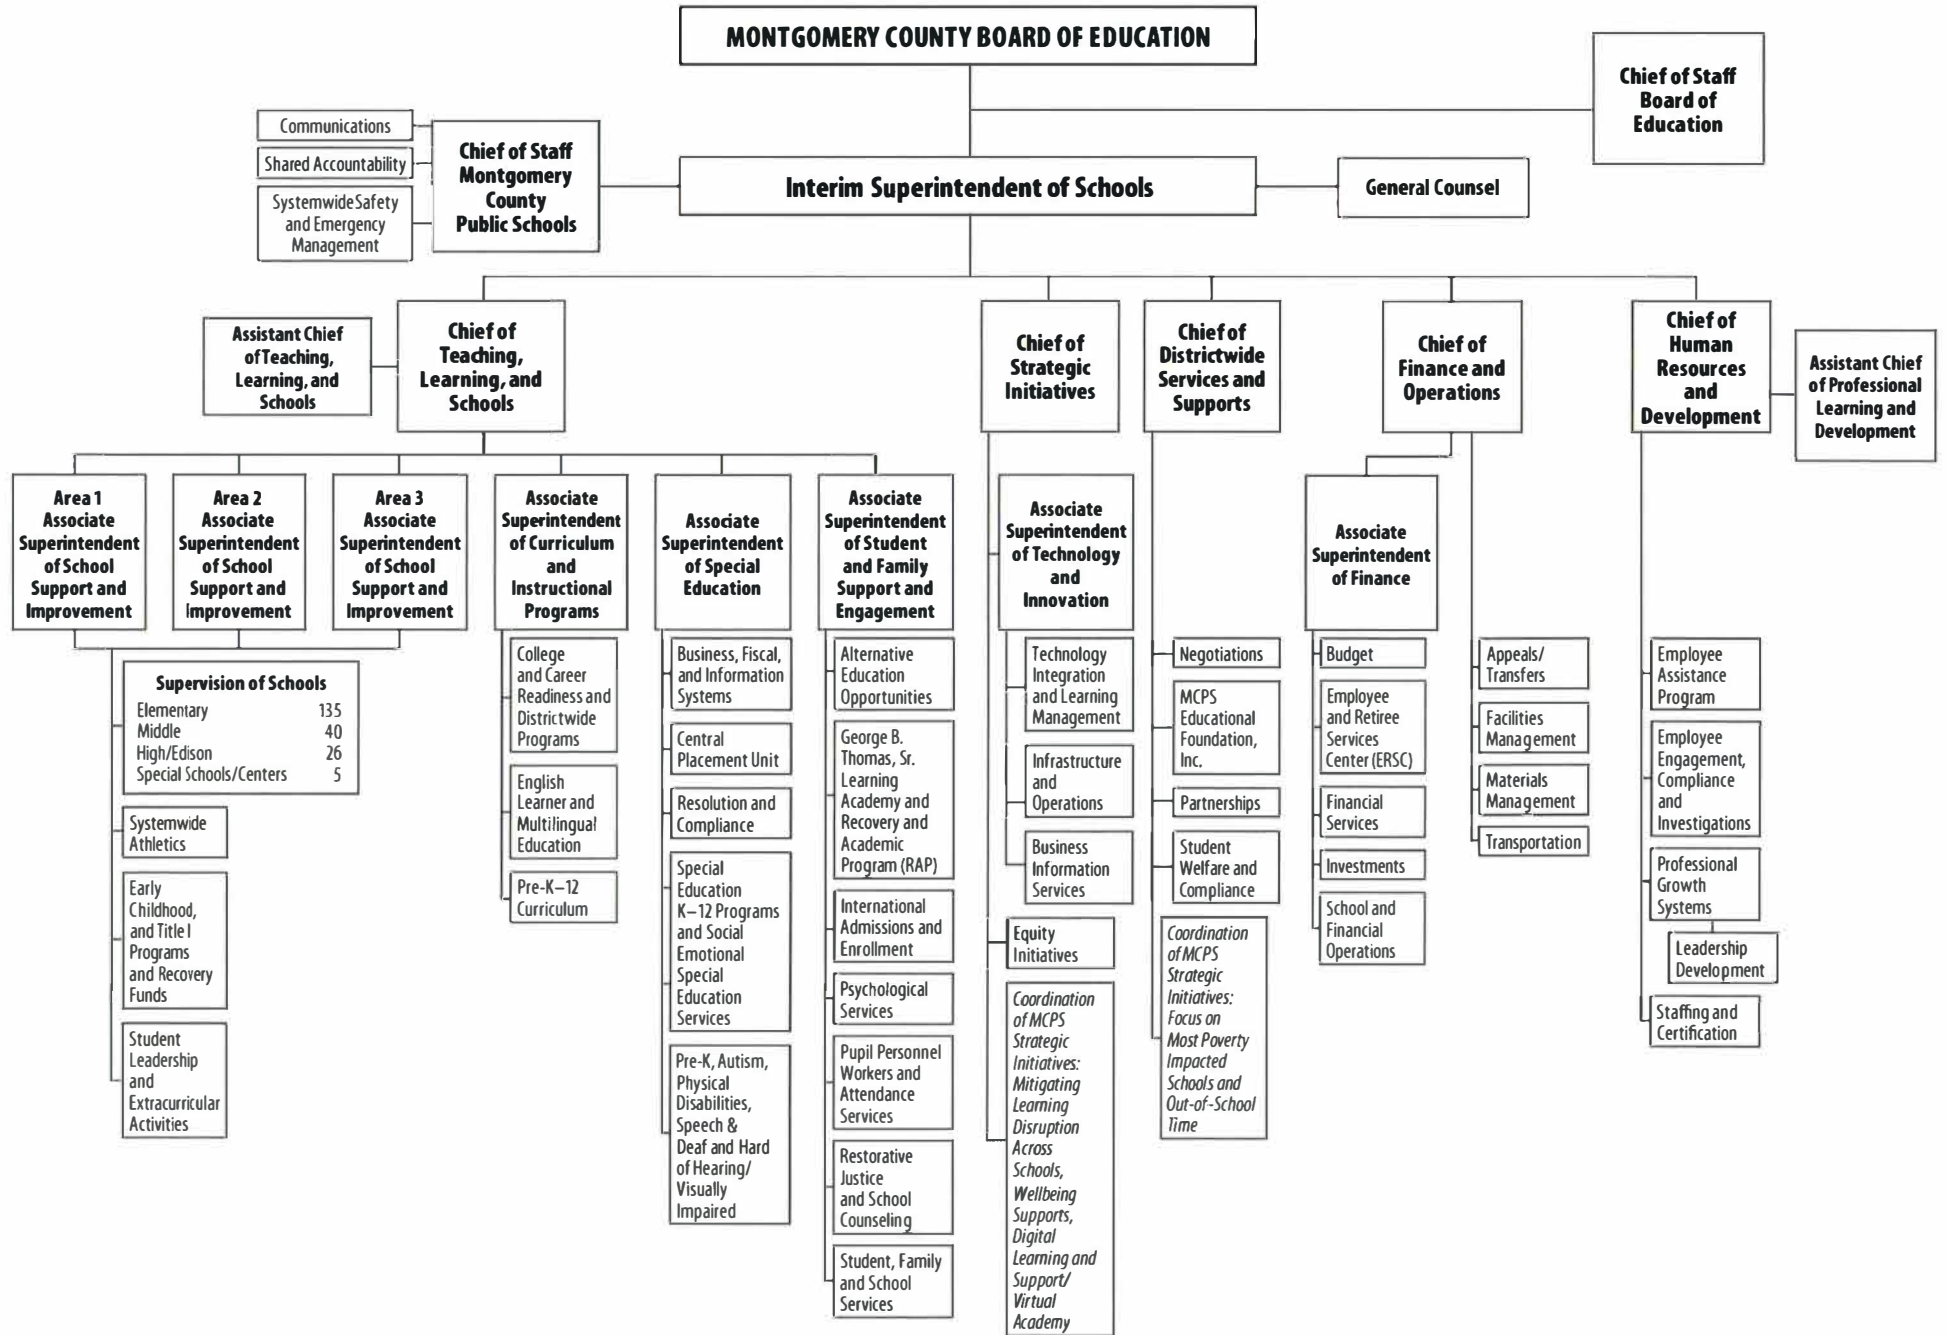 MONTGOMERY COUNTY BOARD OF EDUCATION
Chief of Staff
Board of
Education
Communications
Shared Accountability
Systemwide Safety
and Emergency
Management
Chief of Staff
Montgomery
County
Public Schools
Interim Superintendent of Schools
General Counsel
Assistant Chief
of Teaching,
Learning, and
Schools
Chief of
Teaching,
Learning, and
Schools
Chief of
Strategic
Initiatives
Chief of
Districtwide
Services and
Supports
Chief of
Finance and
Operations
Chief of
Human
Resources
and
Development
Assistant Chief
of Professional
Learning and
Development
Area 1
Associate
Superintendent
of School
Support and
Improvement
Area 2
Associate
Superintendent
of School
Support and
Improvement
Area 3
Associate
Superintendent
of School
Support and
Improvement
Associate
Superintendent
of Curriculum
and
Instructional
Programs
Associate
Superintendent
of Special
Education
Associate
Superintendent
of Student
and Family
Support and
Engagement
Associate
Superintendent
of Technology
and
Innovation
Associate
Superintendent
of Finance
Supervision of Schools
Elementary 135
Middle 40
High/Edison 26
Special Schools/Centers 5
Systemwide
Athletics
Early
Childhood,
and Title I
Programs
and Recovery
Funds
Student
Leadership
and
Extracurricular
Activities
College
and Career
Readiness and
Districtwide
Programs
English
Learner and
Multilingual
Education
Pre-K–12
Curriculum
Business, Fiscal,
and Information
Systems
Central
Placement Unit
Resolution and
Compliance
Special
Education
K–12 Programs
and Social
Emotional
Special
Education
Services
Pre-K, Autism,
Physical
Disabilities,
Speech &
Deaf and Hard
of Hearing/
Visually
Impaired
Alternative
Education
Opportunities
George B.
Thomas, Sr.
Learning
Academy and
Recovery and
Academic
Program (RAP)
International
Admissions and
Enrollment
Psychological
Services
Pupil Personnel
Workers and
Attendance
Services
Restorative
Justice
and School
Counseling
Student, Family
and School
Services
Technology
Integration
and Learning
Management
Infrastructure
and
Operations
Business
Information
Services
Equity
Initiatives
Coordination
of MCPS
Strategic
Initiatives:
Mitigating
Learning
Disruption
Across
Schools,
Wellbeing
Supports,
Digital
Learning and
Support/
Virtual
Academy
Negotiations
MCPS
Educational
Foundation,
Inc.
Partnerships
Student
Welfare and
Compliance
Coordination
of MCPS
Strategic
Initiatives:
Focus on
Most Poverty
Impacted
Schools and
Out-of-School
Time
Budget
Employee
and Retiree
Services
Center (ERSC)
Financial
Services
Investments
School and
Financial
Operations
Appeals/
Transfers
Facilities
Management
Materials
Management
Transportation
Employee
Assistance
Program
Employee
Engagement,
Compliance
and
Investigations
Professional
Growth
Systems
Leadership
Development
Staffing and
Certification